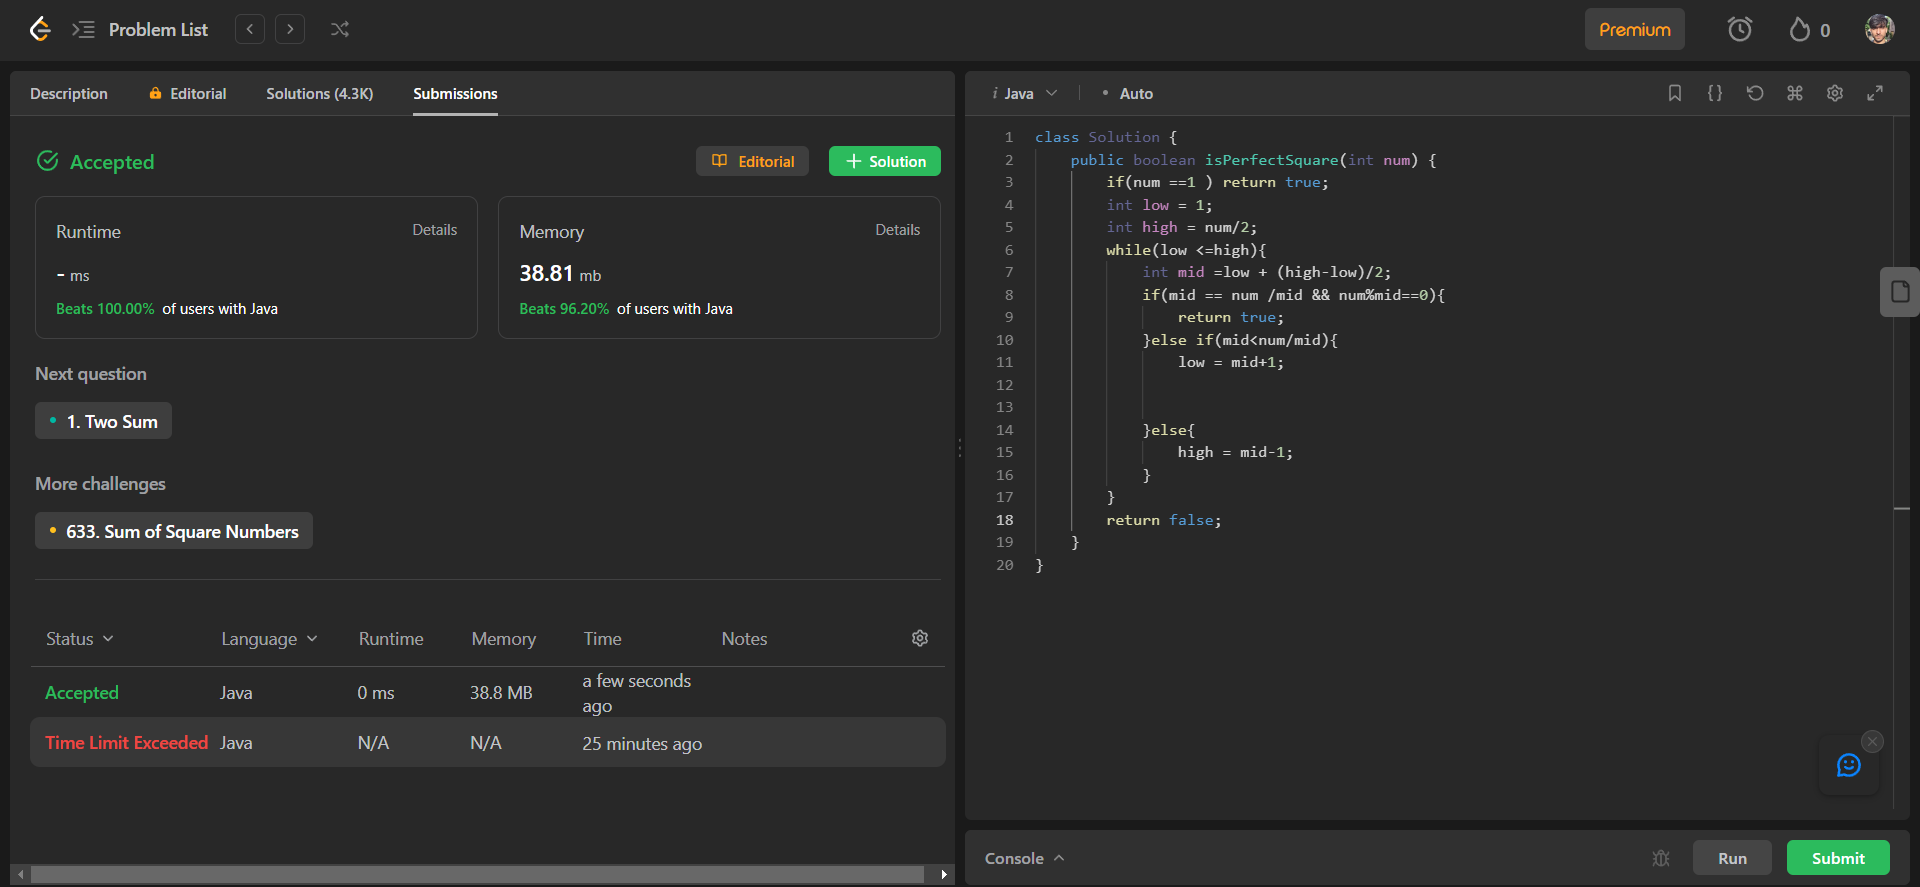 Problem List
Premium
0
Description Editorial Solutions (4.3K) Submissions
Accepted
Editorial
Solution
Runtime Details
- ms
Beats 100.00% of users with Java
Memory Details
38.81 mb
Beats 96.20% of users with Java
Next question
1. Two Sum
More challenges
633. Sum of Square Numbers
Status Language Runtime Memory Time Notes
Accepted Java 0 ms 38.8 MB a few seconds
ago
Time Limit Exceeded Java N/A N/A 25 minutes ago
i Java • Auto
{}
1 class Solution {
2 public boolean isPerfectSquare(int num) {
3 if(num ==1 ) return true;
4 int low = 1;
5 int high = num/2;
6 while(low <=high){
7 int mid =low + (high-low)/2;
8 if(mid == num /mid && num%mid==0){
9 return true;
10 }else if(mid<num/mid){
11 low = mid+1;
12
13
14 }else{
15 high = mid-1;
16 }
17 }
18 return false;
19 }
20 }
Console
Run
Submit